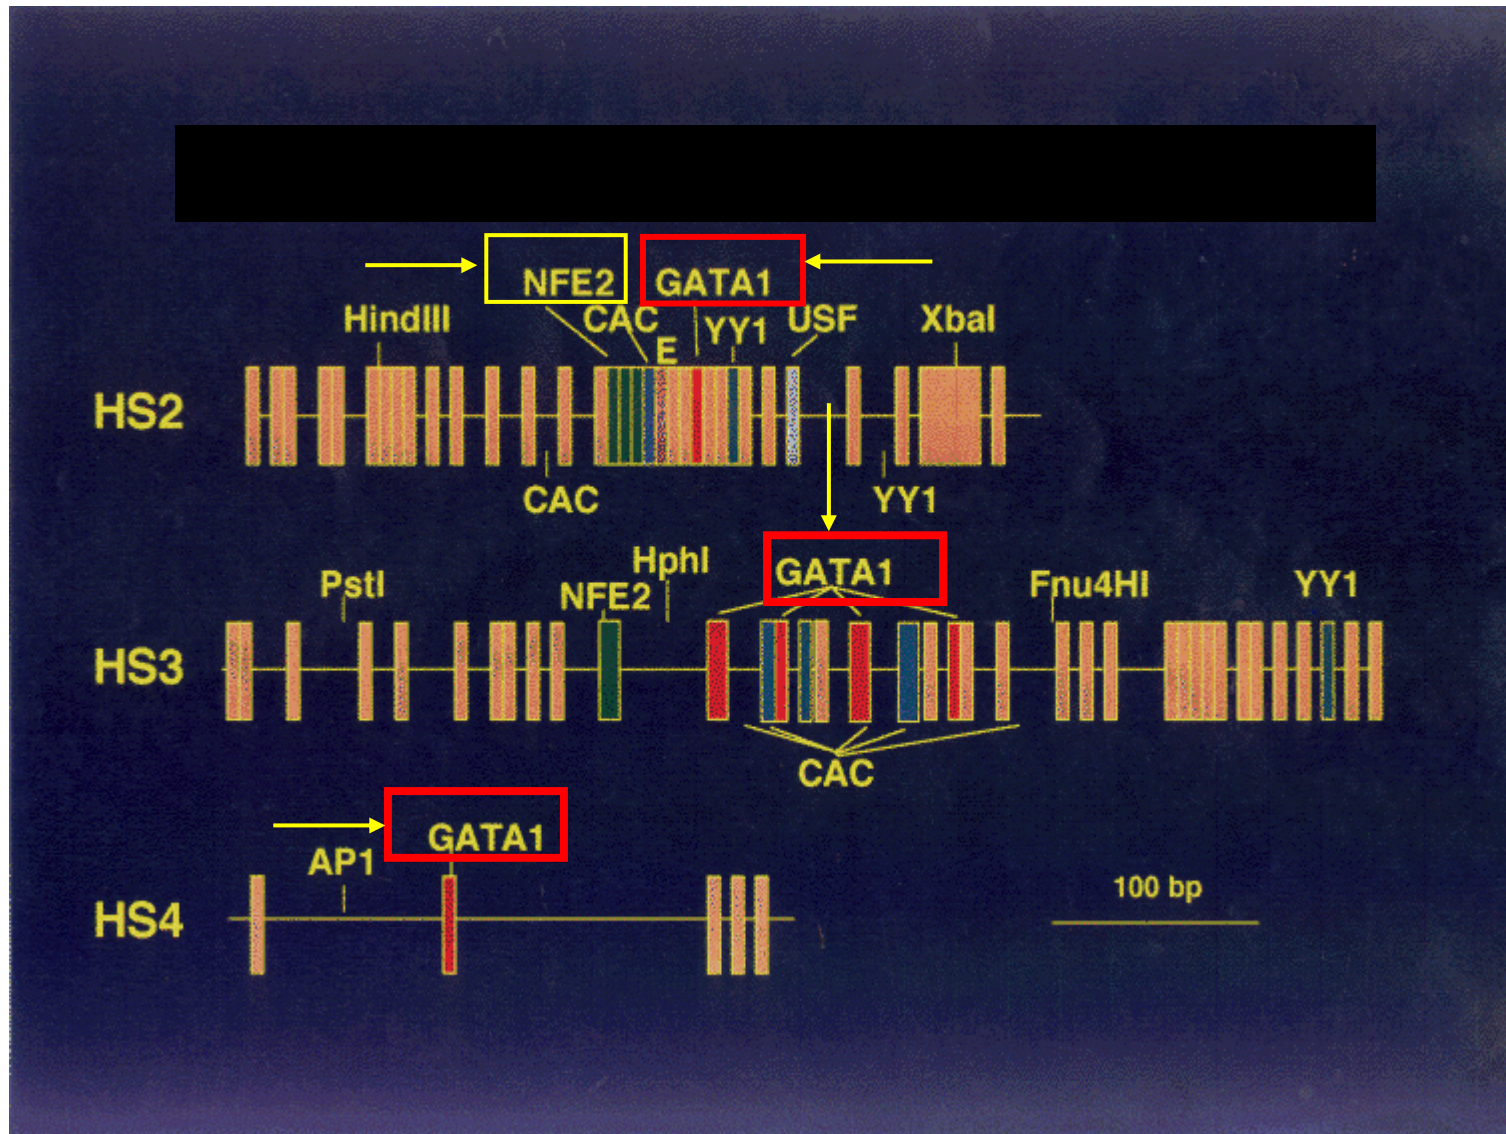 NFE2 GATA1
HindIII CAC YY1 USF XbaI
E
HS2
CAC YY1
PstI NFE2 HphI GATA1 Fnu4HI YY1
HS3
CAC
AP1 GATA1
100 bp
HS4